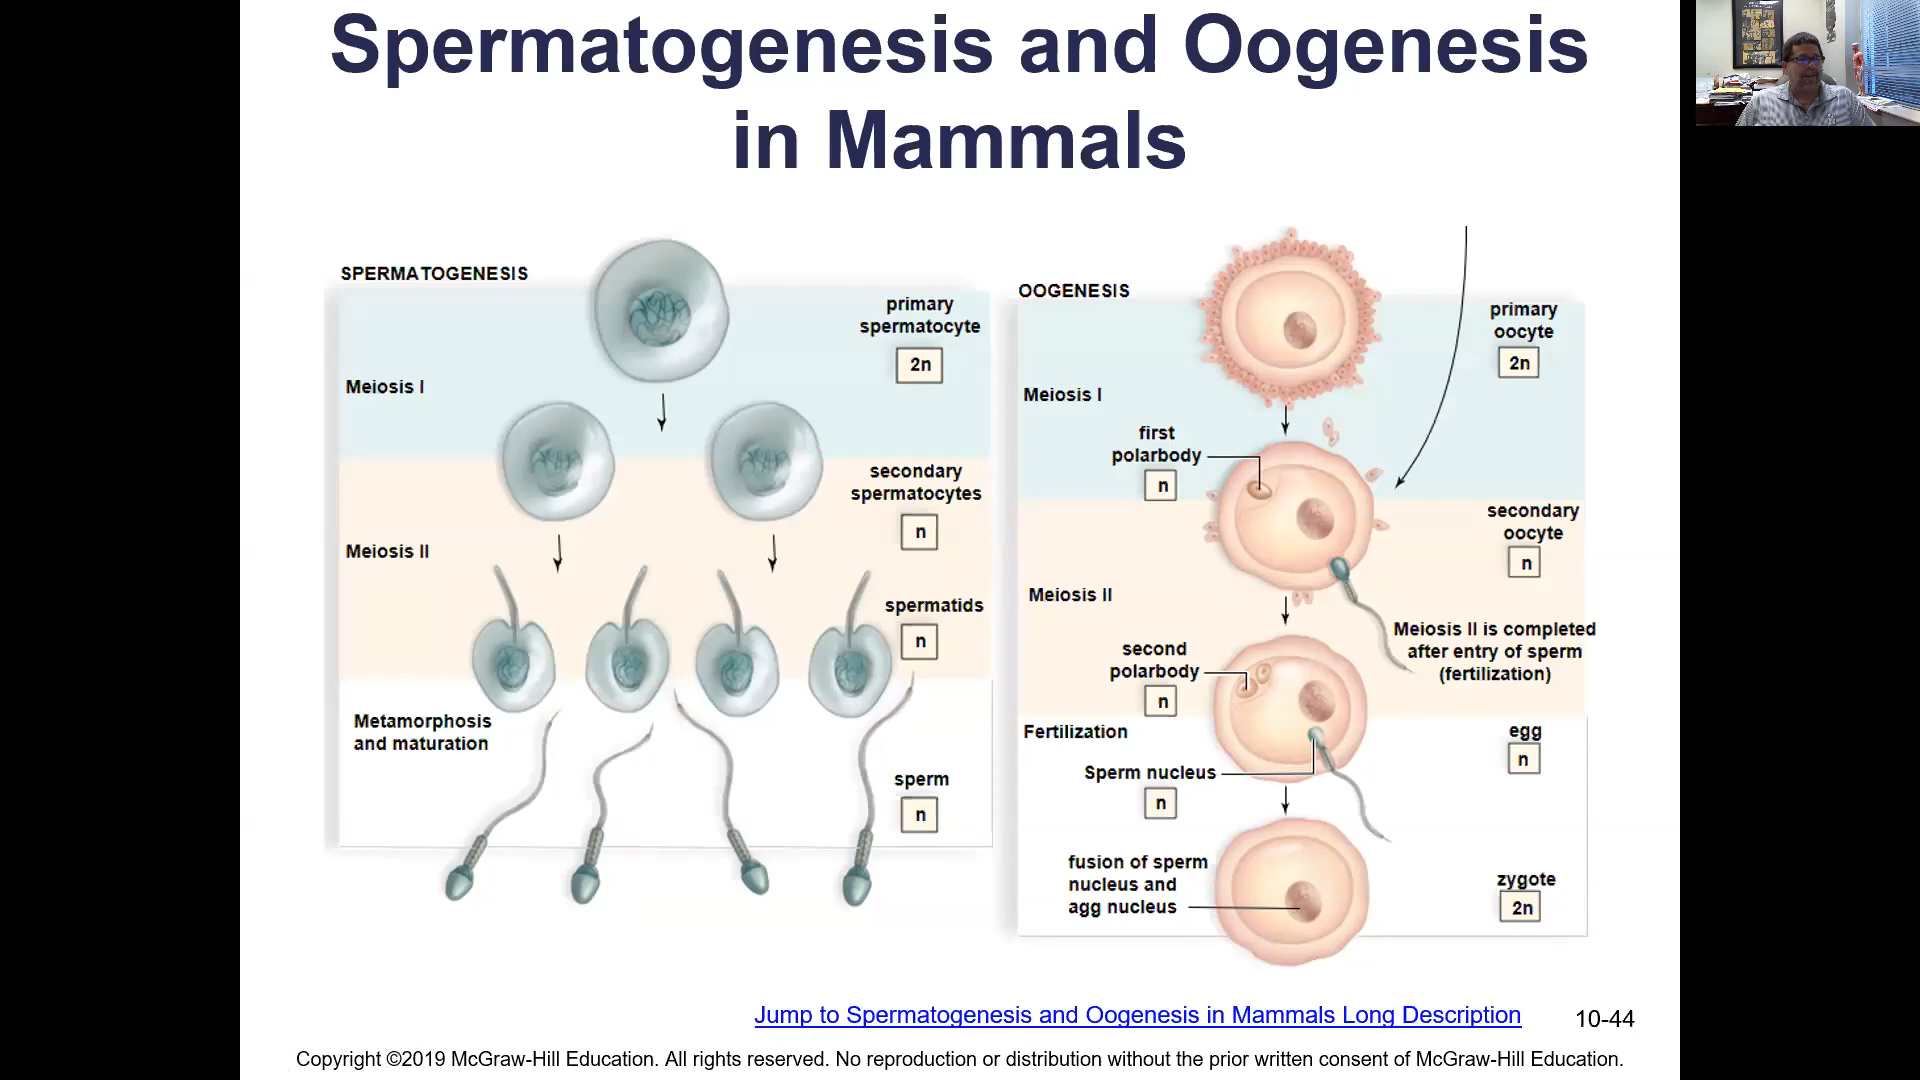 Spermatogenesis and Oogenesis
in Mammals
SPERMATOGENESIS
primary
spermatocyte
2n
Meiosis I
secondary
spermatocytes
n
Meiosis II
spermatids
n
Metamorphosis
and maturation
sperm
n
OOGENESIS
primary
oocyte
2n
Meiosis I
first
polarbody
n
secondary
oocyte
n
Meiosis II
Meiosis II is completed
after entry of sperm
(fertilization)
second
polarbody
n
Fertilization
egg
n
Sperm nucleus
n
fusion of sperm
nucleus and
agg nucleus
zygote
2n
Jump to Spermatogenesis and Oogenesis in Mammals Long Description
10-44
Copyright ©2019 McGraw-Hill Education. All rights reserved. No reproduction or distribution without the prior written consent of McGraw-Hill Education.